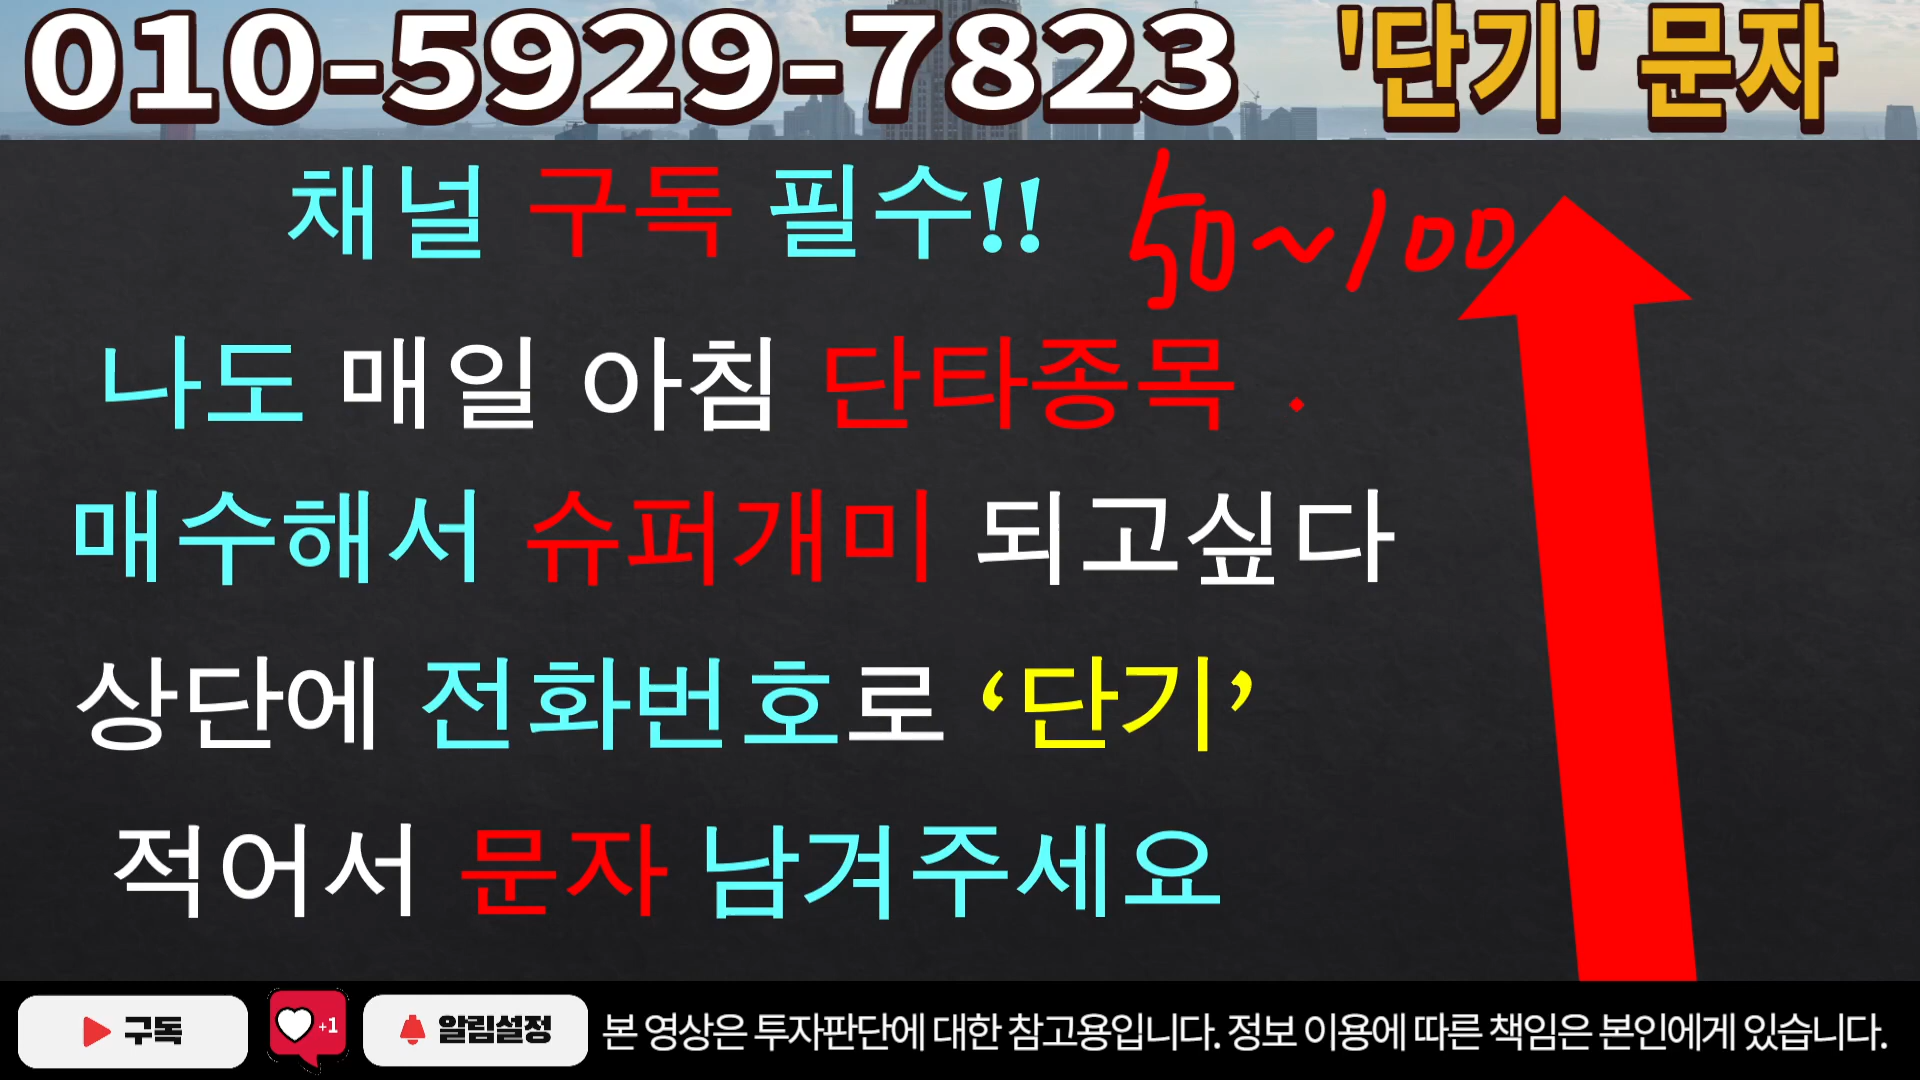 010-5929-7823 '단기' 문자
채널 구독 필수!! 50~100
나도 매일 아침 단타종목 .
매수해서 슈퍼개미 되고싶다
상단에 전화번호로 ‘단기’
적어서 문자 남겨주세요
구독 +1 알림설정 본 영상은 투자판단에 대한 참고용입니다. 정보 이용에 따른 책임은 본인에게 있습니다.